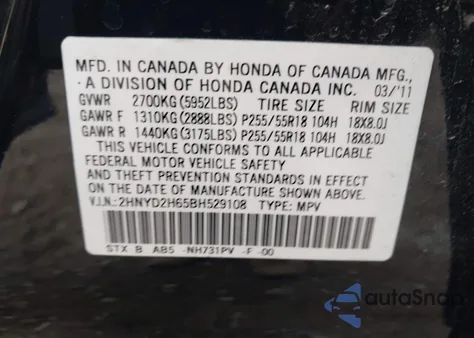 MFD. IN CANADA BY HONDA OF CANADA MFG.,
A DIVISION OF HONDA CANADA INC. 03/'11
GVWR 2700KG(5952LBS) TIRE SIZE RIM SIZE
GAWR F 1310KG(2888LBS) P255/55R18 104H 18X8.0J
GAWR R 1440KG(3175LBS) P255/55R18 104H 18X8.0J
THIS VEHICLE CONFORMS TO ALL APPLICABLE
FEDERAL MOTOR VEHICLE SAFETY
AND THEFT PREVENTION STANDARDS IN EFFECT
ON THE DATE OF MANUFACTURE SHOWN ABOVE.
V.I.N.: 2HNYD2H65BH529108 TYPE: MPV
STX B AB5 -NH731PV -F -00
autoSnap